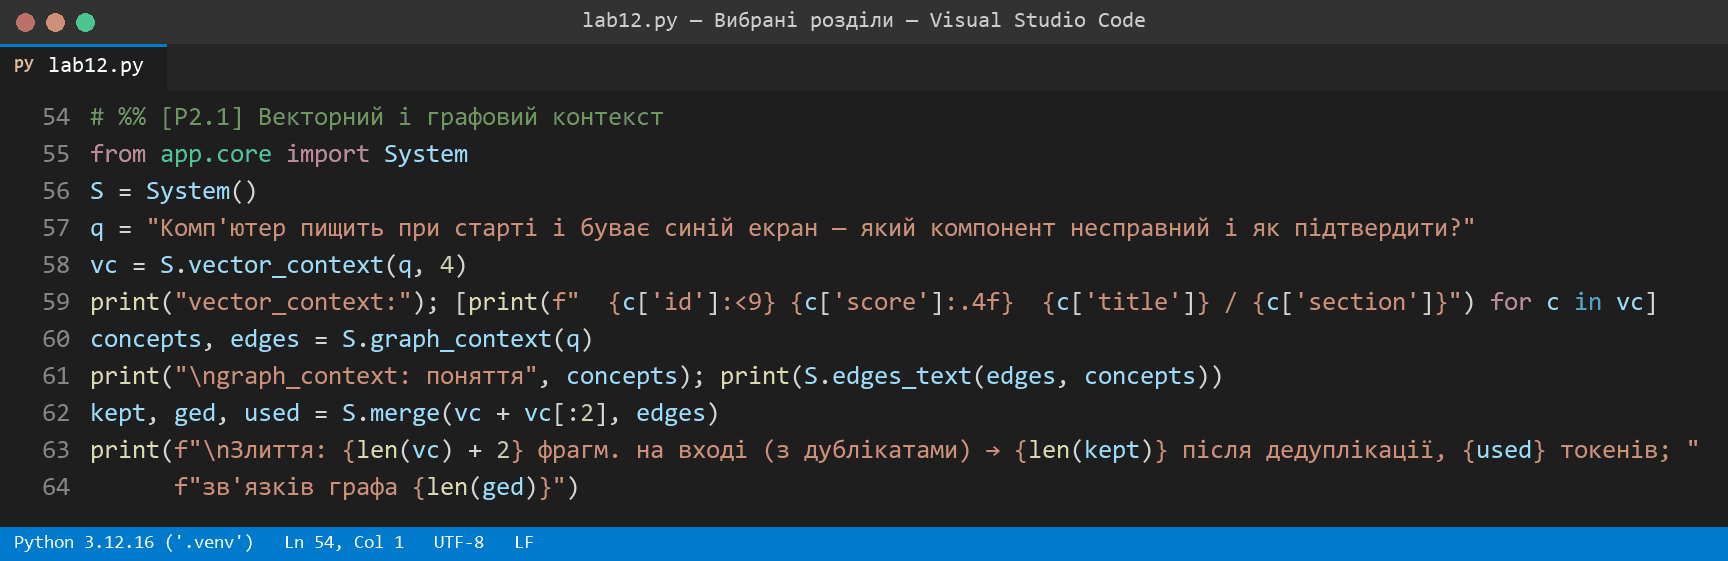 lab12.py — Вибрані розділи — Visual Studio Code
py lab12.py
54 # %% [P2.1] Векторний і графовий контекст
55 from app.core import System
56 S = System()
57 q = "Комп'ютер пищить при старті і буває синій екран — який компонент несправний і як підтвердити?"
58 vc = S.vector_context(q, 4)
59 print("vector_context:"); [print(f"  {c['id']:<9} {c['score']:.4f}  {c['title']} / {c['section']}") for c in vc]
60 concepts, edges = S.graph_context(q)
61 print("\ngraph_context: поняття", concepts); print(S.edges_text(edges, concepts))
62 kept, ged, used = S.merge(vc + vc[:2], edges)
63 print(f"\nЗлиття: {len(vc) + 2} фрагм. на вході (з дублікатами) → {len(kept)} після дедуплікації, {used} токенів; "
64       f"зв'язків графа {len(ged)}")
Python 3.12.16 ('.venv') Ln 54, Col 1 UTF-8 LF